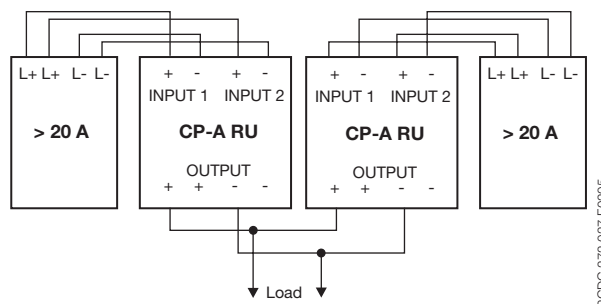 L+ L+ L- L-
+ - + -
INPUT 1 INPUT 2
> 20 A
CP-A RU
OUTPUT
+ + - -
+ - + -
INPUT 1 INPUT 2
CP-A RU
OUTPUT
+ + - -
L+ L+ L- L-
> 20 A
Load